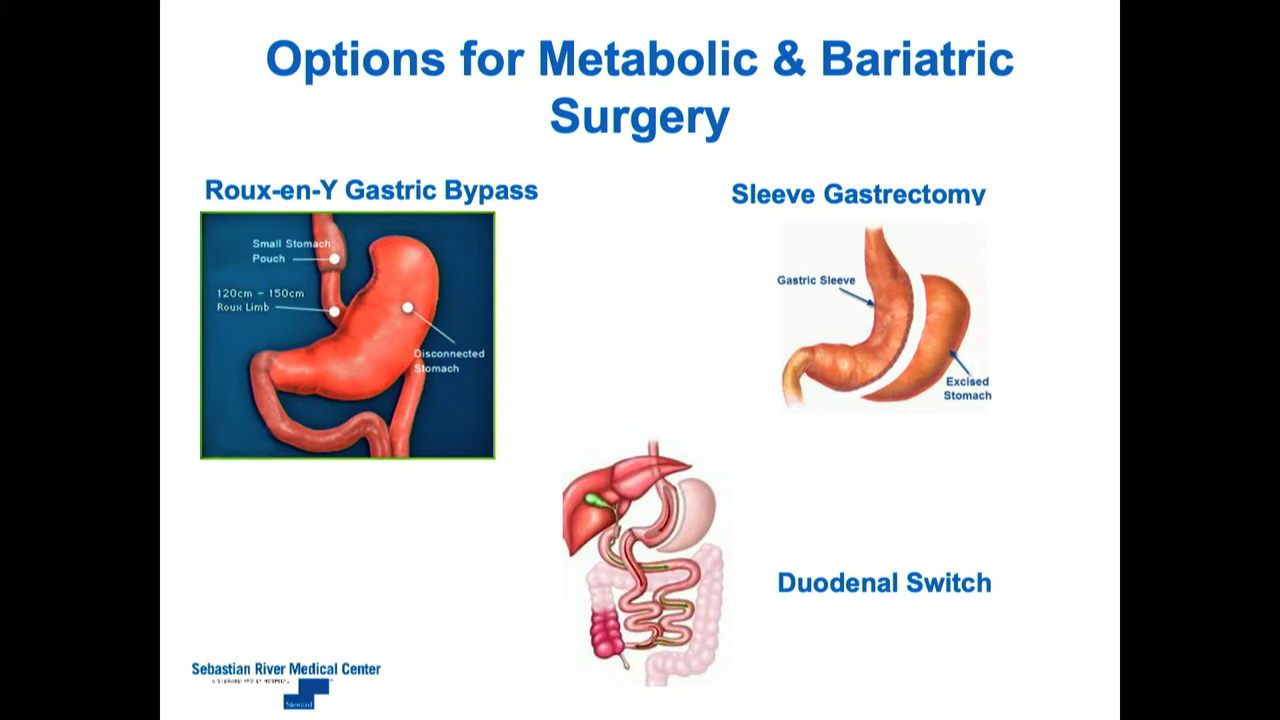 Options for Metabolic & Bariatric
Surgery
Roux-en-Y Gastric Bypass
Sleeve Gastrectomy
Small Stomach
Pouch
120cm – 150cm
Roux Limb
Disconnected
Stomach
Gastric Sleeve
Excised
Stomach
Duodenal Switch
Sebastian River Medical Center
Steward